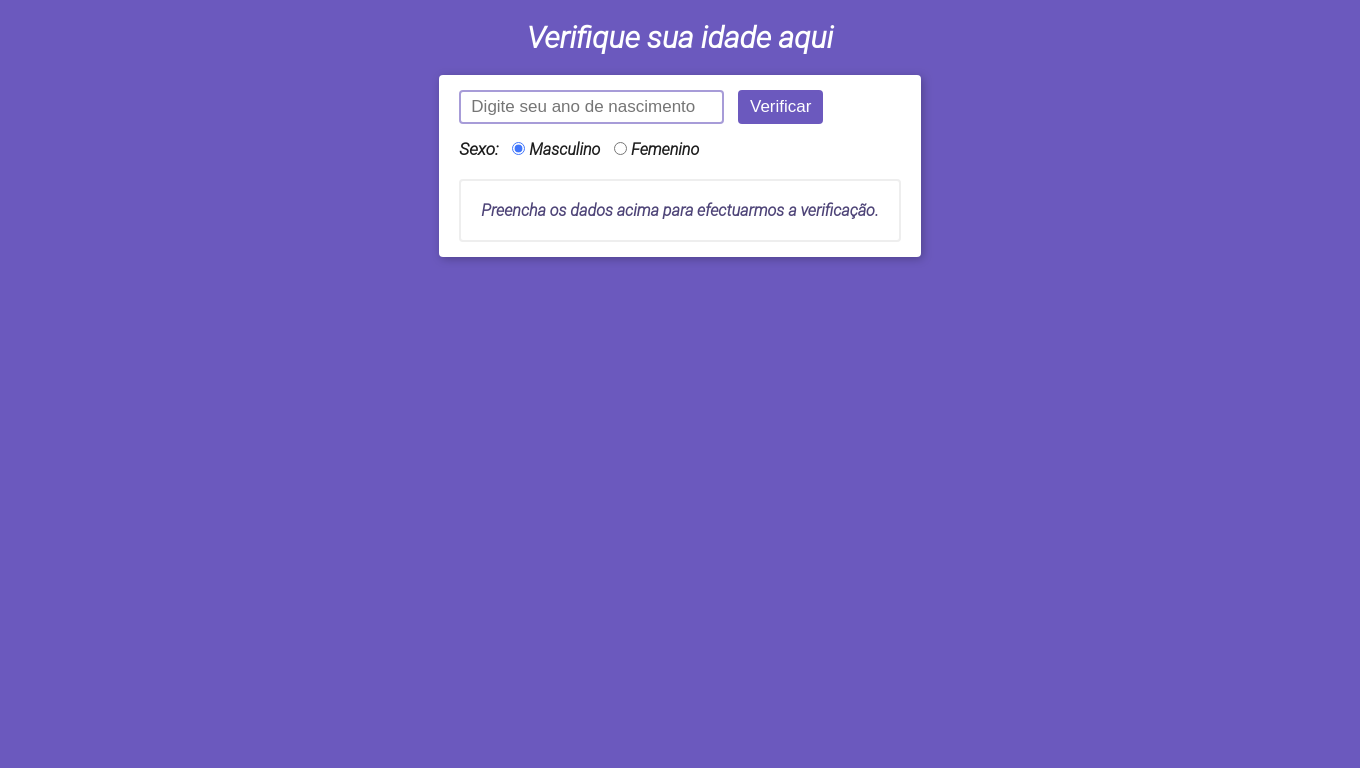 Verifique sua idade aqui
Digite seu ano de nascimento Verificar
Sexo: Masculino Femenino
Preencha os dados acima para efectuarmos a verificação.